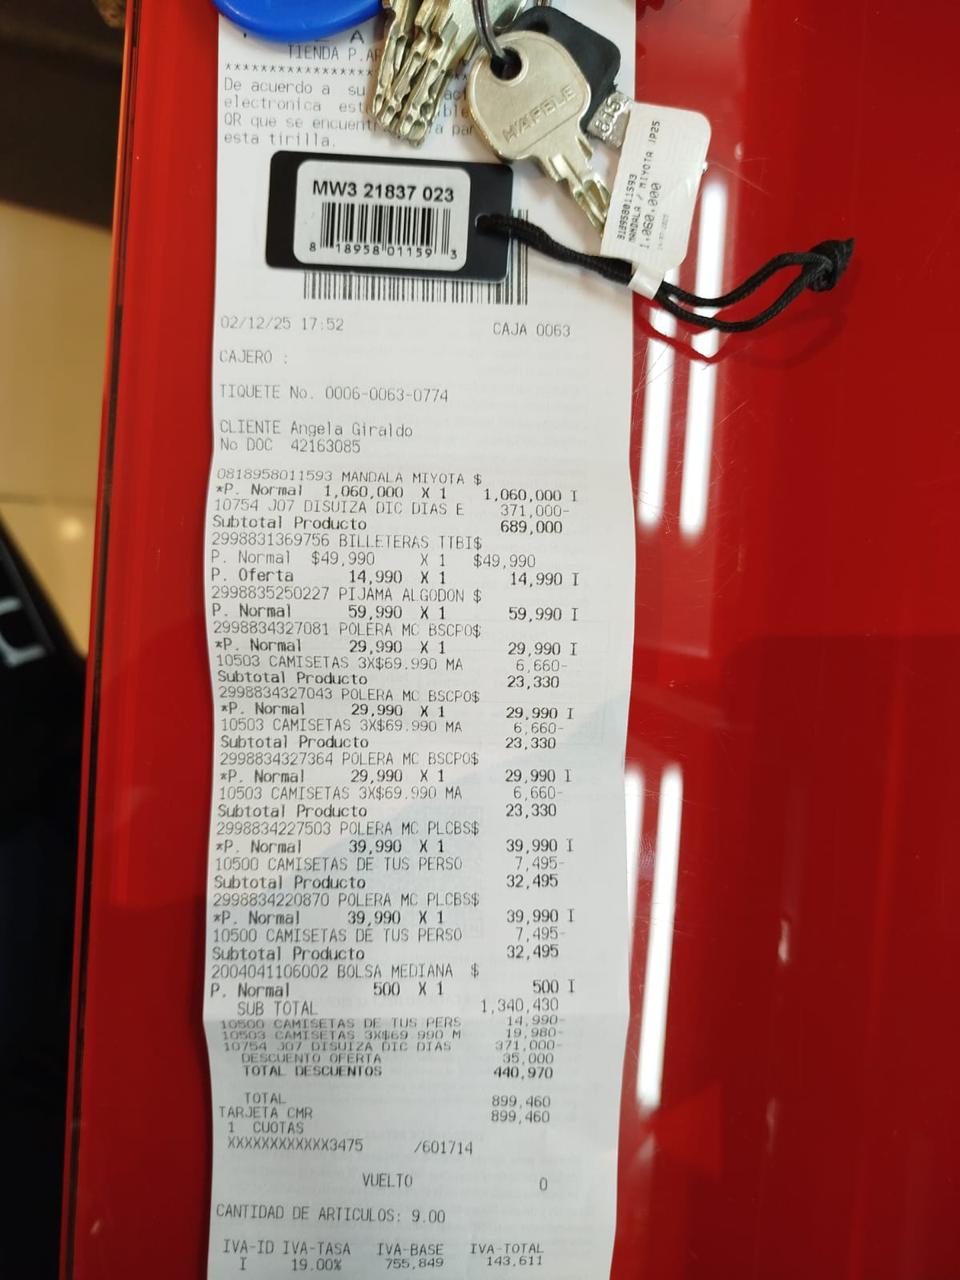 TIENDA P.A
De acuerdo a su
electronica est
QR que se encuent
esta tirilla.
HÄFELE
MW3 21837 023
8 18958 01159 3
818958011593
MANDALA / MIYOTA JP25
1.060.000
02/12/25 17:52 CAJA 0063
CAJERO :
TIQUETE No. 0006-0063-0774
CLIENTE Angela Giraldo
No DOC 42163085
0818958011593 MANDALA MIYOTA $
*P. Normal 1,060,000 X 1 1,060,000 I
10754 J07 DISUIZA DIC DIAS E 371,000-
Subtotal Producto 689,000
2998831369756 BILLETERAS TTBI$
P. Normal $49,990 X 1 $49,990
P. Oferta 14,990 X 1 14,990 I
2998835250227 PIJAMA ALGODON $
P. Normal 59,990 X 1 59,990 I
2998834327081 POLERA MC BSCPO$
*P. Normal 29,990 X 1 29,990 I
10503 CAMISETAS 3X$69.990 MA 6,660-
Subtotal Producto 23,330
2998834327043 POLERA MC BSCPO$
*P. Normal 29,990 X 1 29,990 I
10503 CAMISETAS 3X$69.990 MA 6,660-
Subtotal Producto 23,330
2998834327364 POLERA MC BSCPO$
*P. Normal 29,990 X 1 29,990 I
10503 CAMISETAS 3X$69.990 MA 6,660-
Subtotal Producto 23,330
2998834227503 POLERA MC PLCBS$
*P. Normal 39,990 X 1 39,990 I
10500 CAMISETAS DE TUS PERSO 7,495-
Subtotal Producto 32,495
2998834220870 POLERA MC PLCBS$
*P. Normal 39,990 X 1 39,990 I
10500 CAMISETAS DE TUS PERSO 7,495-
Subtotal Producto 32,495
2004041106002 BOLSA MEDIANA $
P. Normal 500 X 1 500 I
SUB TOTAL 1,340,430
10500 CAMISETAS DE TUS PERS 14,990-
10503 CAMISETAS 3X$69 990 M 19,980-
10754 J07 DISUIZA DIC DIAS 371,000-
DESCUENTO OFERTA 35,000
TOTAL DESCUENTOS 440,970
TOTAL 899,460
TARJETA CMR 899,460
1 CUOTAS
XXXXXXXXXXXX3475 /601714
VUELTO 0
CANTIDAD DE ARTICULOS: 9.00
IVA-ID IVA-TASA IVA-BASE IVA-TOTAL
I 19.00% 755,849 143,611